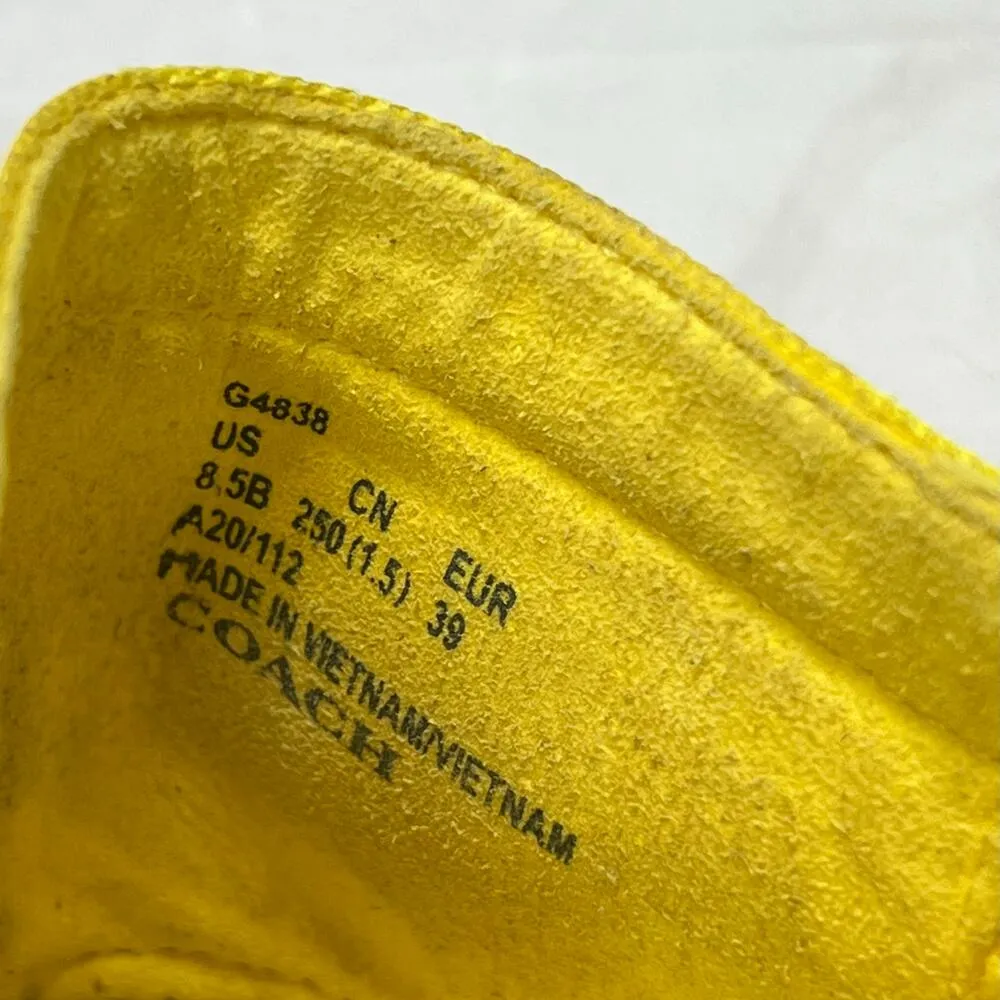 G4838
US CN EUR
8.5B 250(1.5) 39
A20/112
MADE IN VIETNAM/VIETNAM
COACH